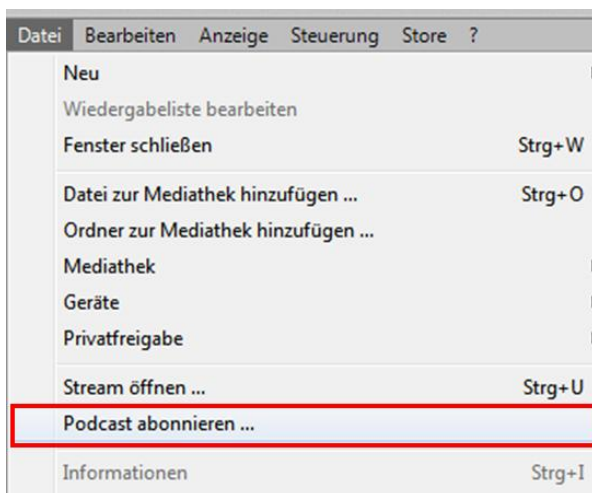 Datei Bearbeiten Anzeige Steuerung Store ?
Neu
Wiedergabeliste bearbeiten
Fenster schließen Strg+W
Datei zur Mediathek hinzufügen ... Strg+O
Ordner zur Mediathek hinzufügen ...
Mediathek
Geräte
Privatfreigabe
Stream öffnen ... Strg+U
Podcast abonnieren ...
Informationen Strg+I